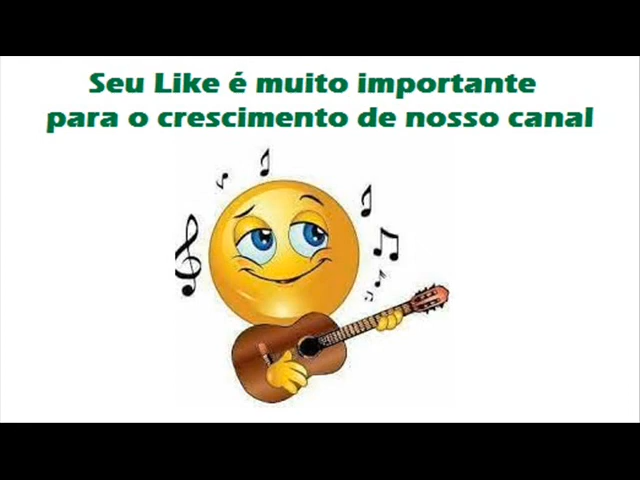 Seu Like é muito importante
para o crescimento de nosso canal